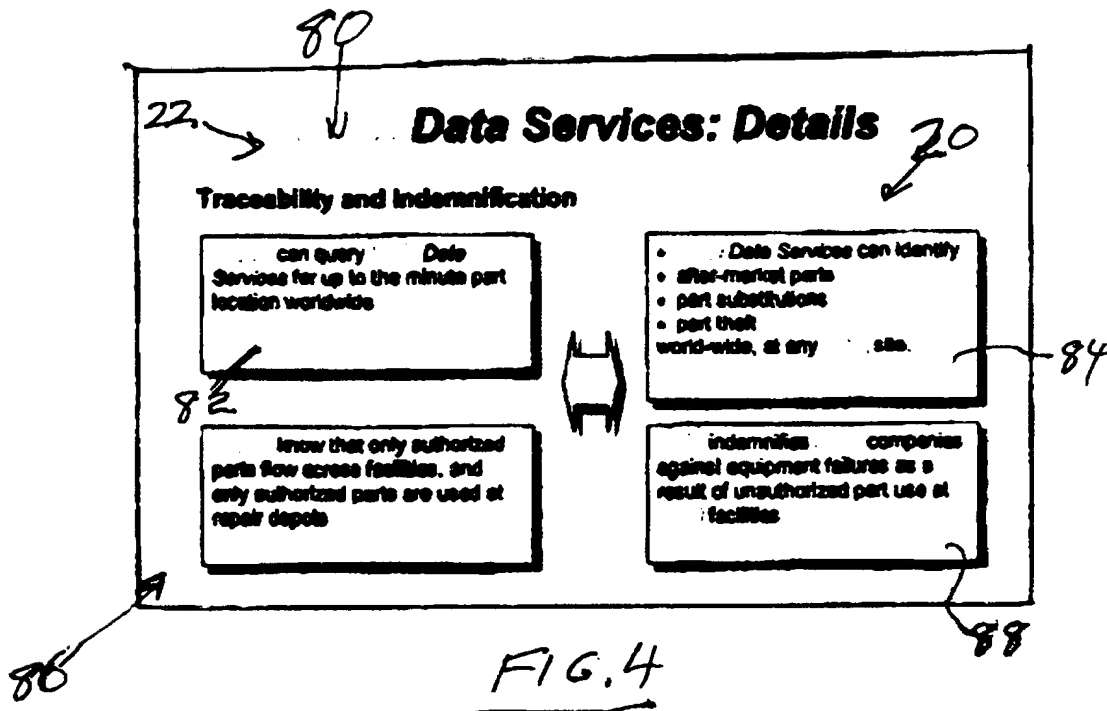 80
22
Data Services: Details
20
Traceability and Indemnification
can query Data
Services for up to the minute part
location worldwide
82
• : Data Services can identify
• after-market parts
• part substitutions
• part theft
world-wide, at any site.
84
know that only authorized
parts flow across facilities, and
only authorized parts are used at
repair depots
86
indemnifies companies
against equipment failures as a
result of unauthorized part use at
facilities
88
FIG. 4